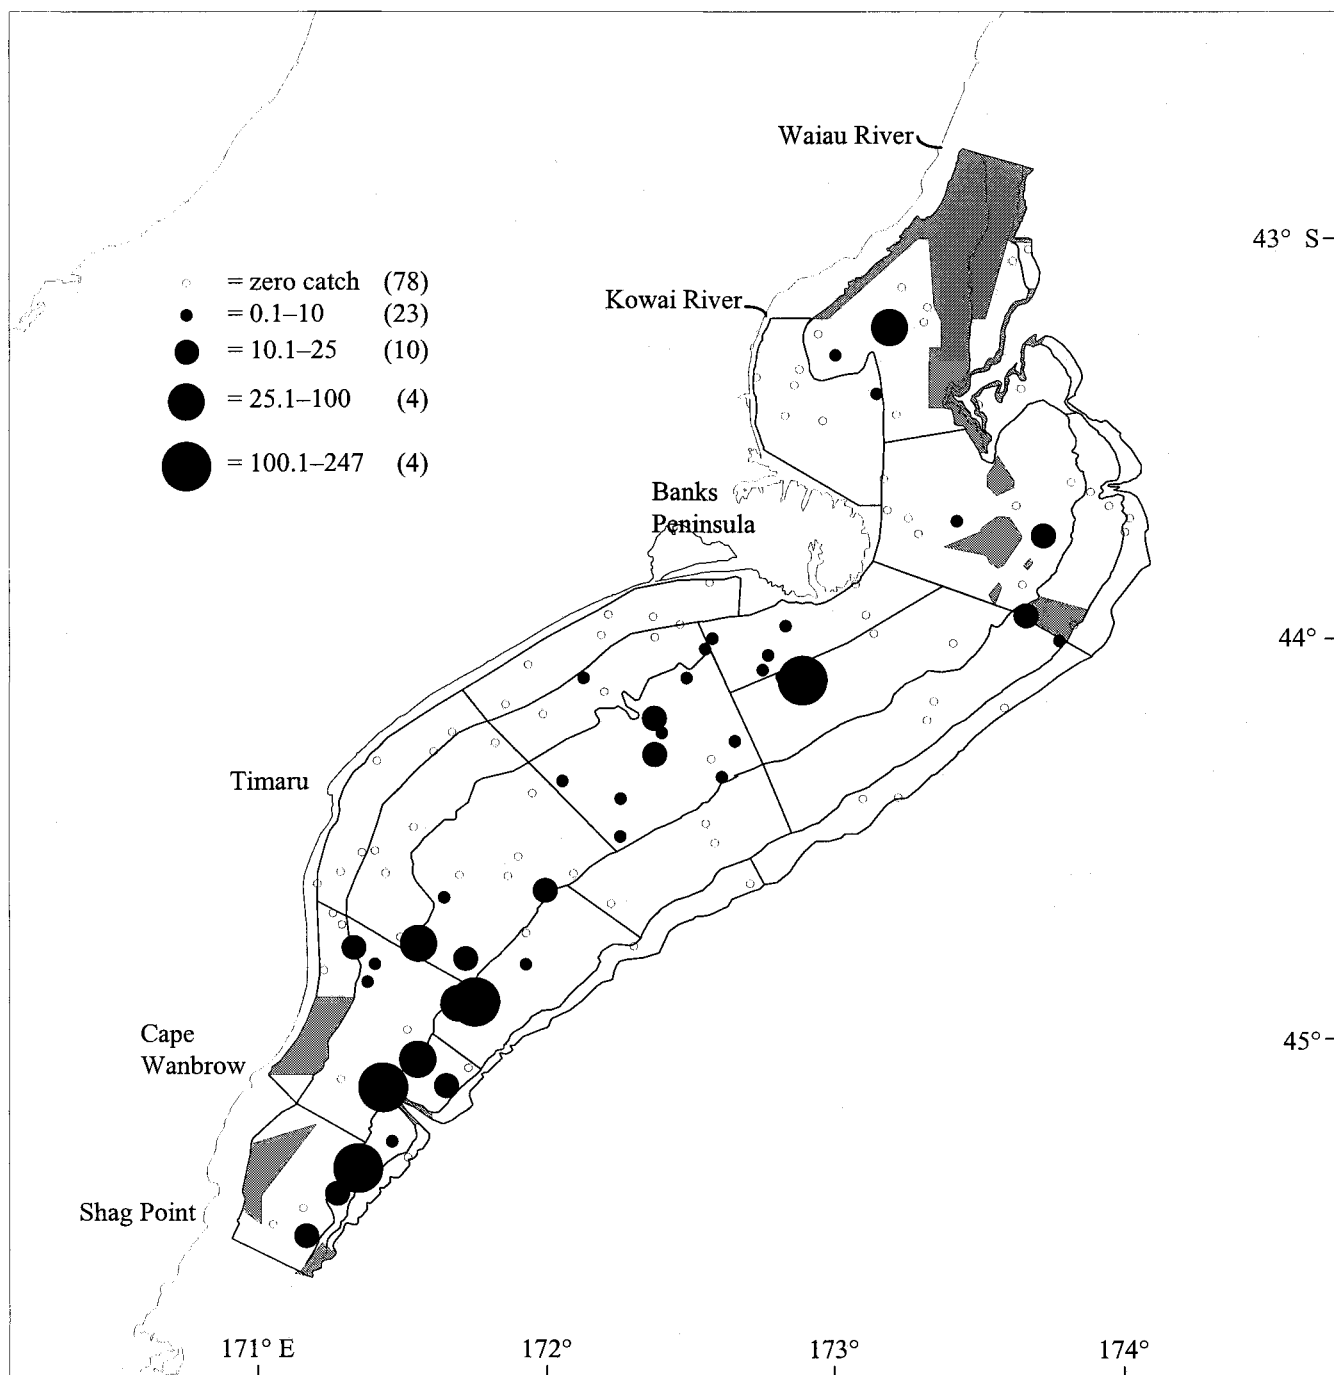 Waiau River
43° S
= zero catch (78)
Kowai River
= 0.1–10 (23)
= 10.1–25 (10)
= 25.1–100 (4)
= 100.1–247 (4)
Banks
Peninsula
44°
Timaru
Cape
Wanbrow
45°
Shag Point
171° E
172°
173°
174°